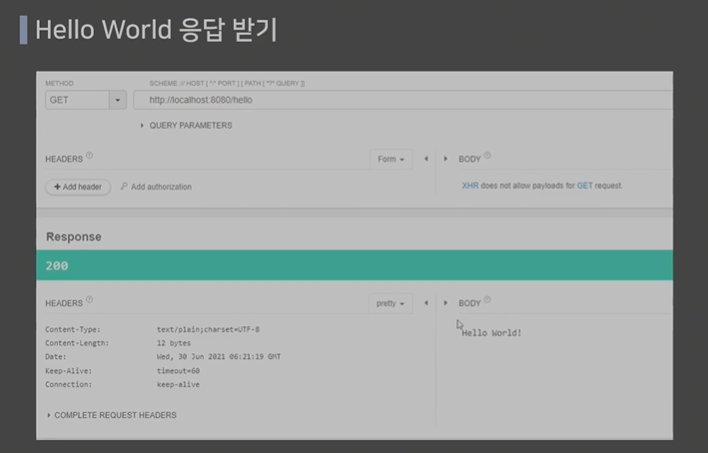 Hello World 응답 받기
METHOD
SCHEME :// HOST [ ":" PORT ] [ PATH [ "?" QUERY ]]
GET
http://localhost:8080/hello
QUERY PARAMETERS
HEADERS
Form
BODY
+ Add header
Add authorization
XHR does not allow payloads for GET request.
Response
200
HEADERS
pretty
BODY
Content-Type: text/plain;charset=UTF-8
Content-Length: 12 bytes
Date: Wed, 30 Jun 2021 06:21:19 GMT
Keep-Alive: timeout=60
Connection: keep-alive
Hello World!
COMPLETE REQUEST HEADERS